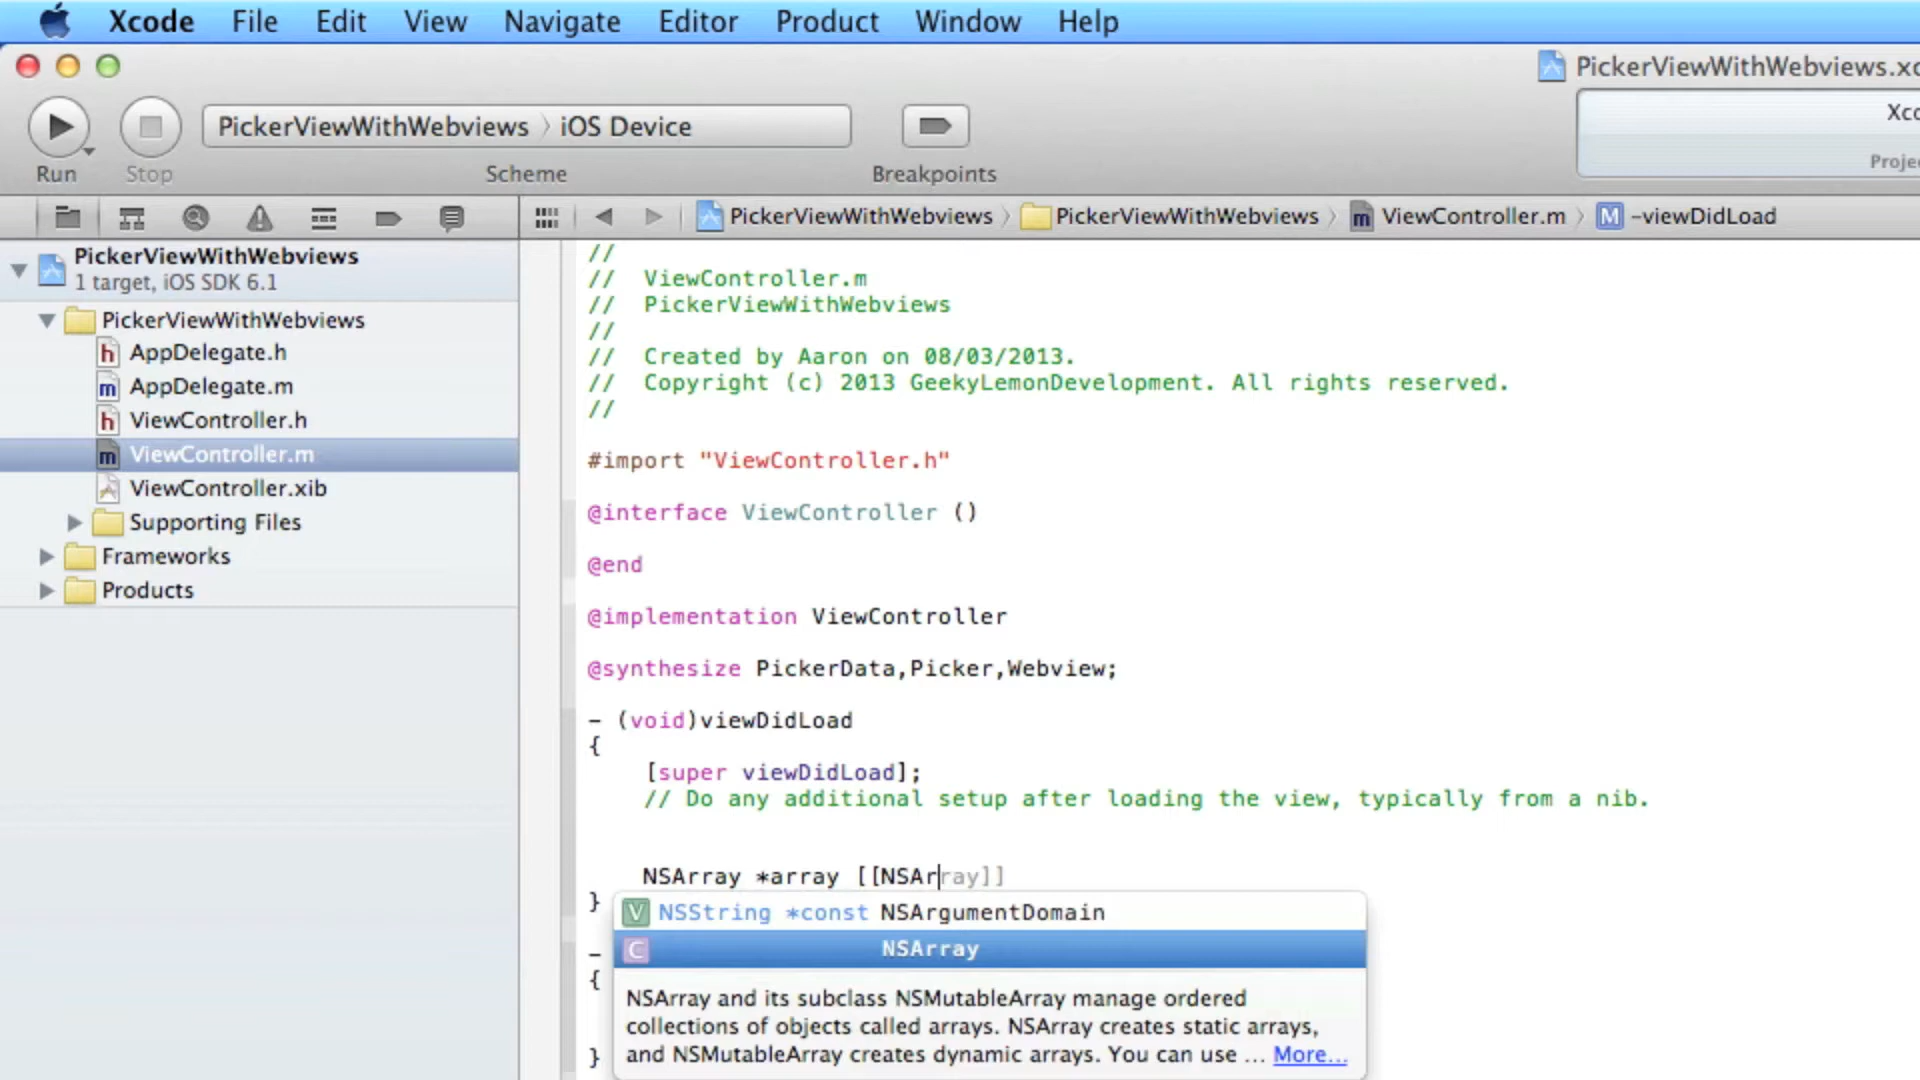 Xcode File Edit View Navigate Editor Product Window Help
PickerViewWithWebviews.xc
PickerViewWithWebviews 〉 iOS Device
Xco
Run Stop Scheme Breakpoints Proje
PickerViewWithWebviews 〉 PickerViewWithWebviews 〉 m ViewController.m 〉 M -viewDidLoad
PickerViewWithWebviews
1 target, iOS SDK 6.1
PickerViewWithWebviews
h AppDelegate.h
m AppDelegate.m
h ViewController.h
m ViewController.m
ViewController.xib
Supporting Files
Frameworks
Products
//
//  ViewController.m
//  PickerViewWithWebviews
//
//  Created by Aaron on 08/03/2013.
//  Copyright (c) 2013 GeekyLemonDevelopment. All rights reserved.
//
#import "ViewController.h"
@interface ViewController ()
@end
@implementation ViewController
@synthesize PickerData,Picker,Webview;
- (void)viewDidLoad
{
[super viewDidLoad];
// Do any additional setup after loading the view, typically from a nib.
NSArray *array [[NSArray]]
}
V NSString *const NSArgumentDomain
C NSArray
-
{
NSArray and its subclass NSMutableArray manage ordered
collections of objects called arrays. NSArray creates static arrays,
and NSMutableArray creates dynamic arrays. You can use ... More...
}